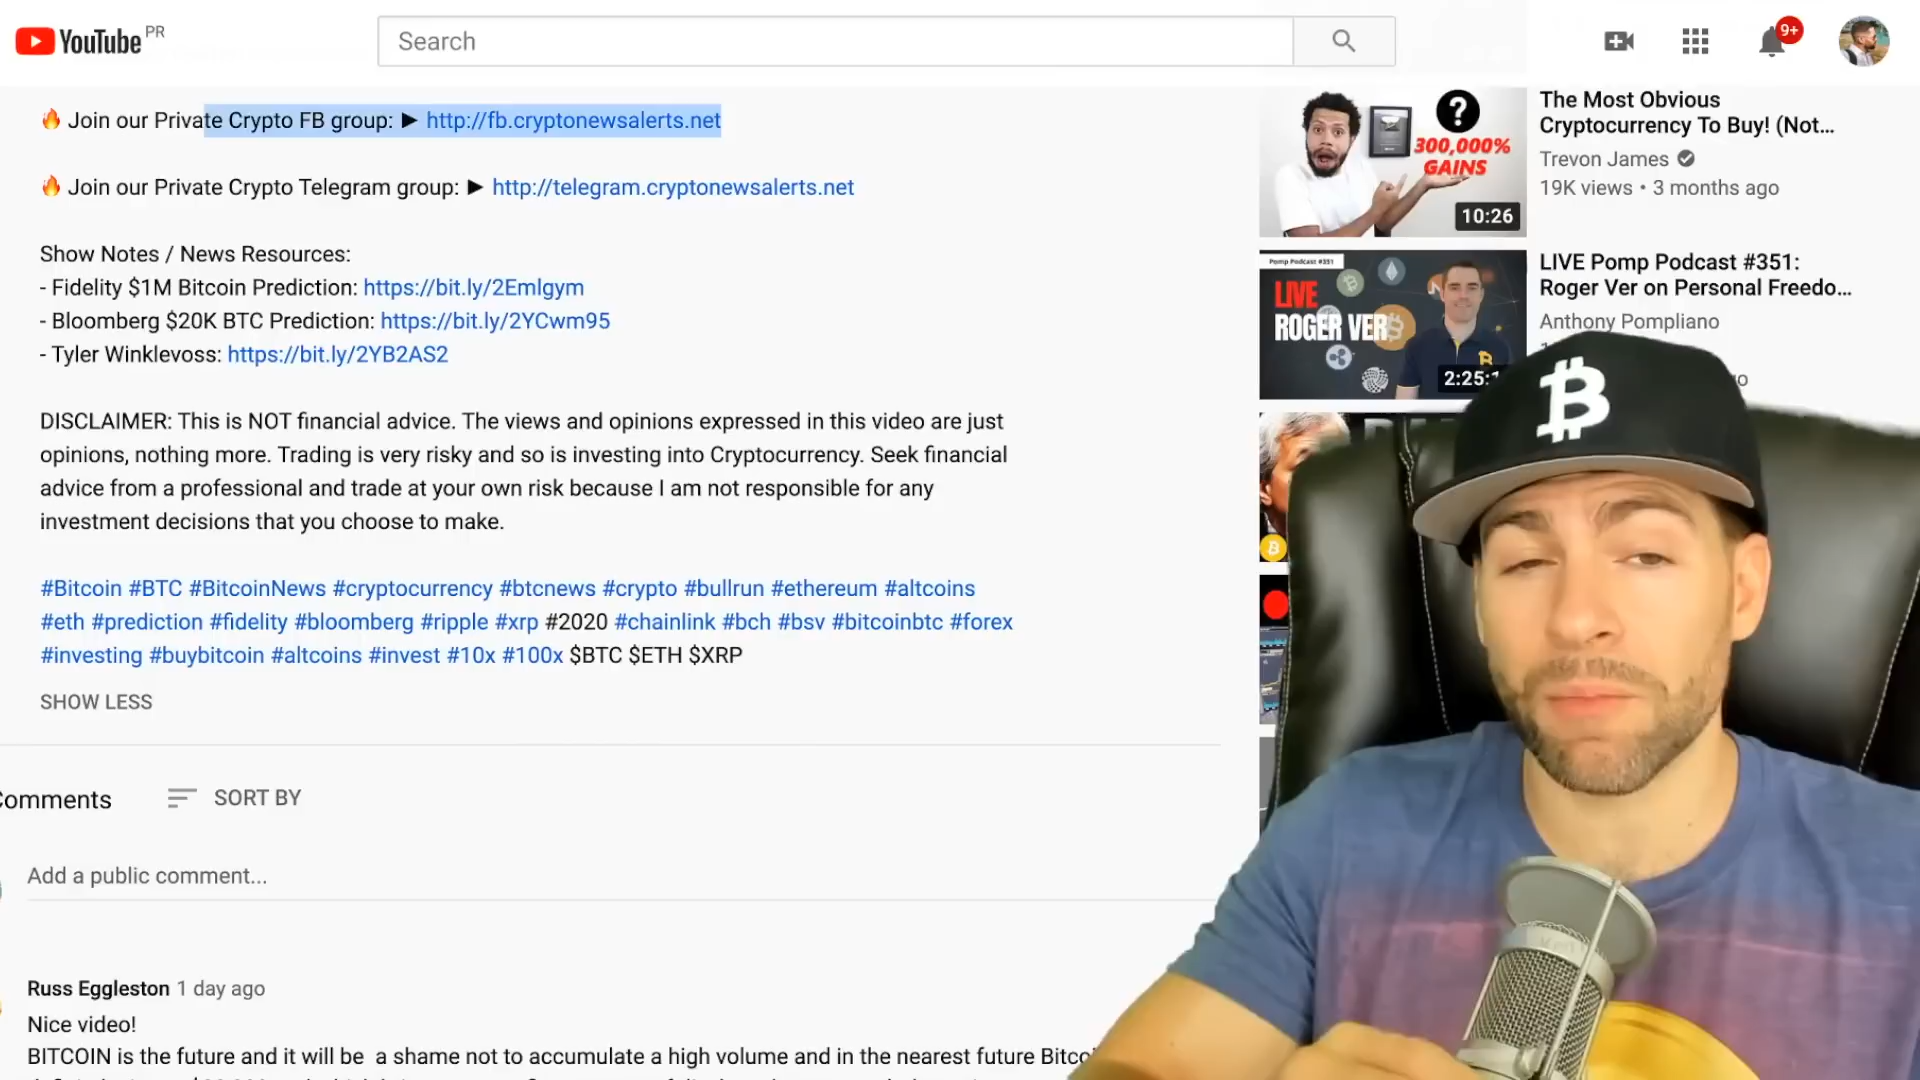 YouTube PR
Search
9+
🔥 Join our Private Crypto FB group: ► http://fb.cryptonewsalerts.net
🔥 Join our Private Crypto Telegram group: ► http://telegram.cryptonewsalerts.net
Show Notes / News Resources:
- Fidelity $1M Bitcoin Prediction: https://bit.ly/2Emlgym
- Bloomberg $20K BTC Prediction: https://bit.ly/2YCwm95
- Tyler Winklevoss: https://bit.ly/2YB2AS2
DISCLAIMER: This is NOT financial advice. The views and opinions expressed in this video are just
opinions, nothing more. Trading is very risky and so is investing into Cryptocurrency. Seek financial
advice from a professional and trade at your own risk because I am not responsible for any
investment decisions that you choose to make.
#Bitcoin #BTC #BitcoinNews #cryptocurrency #btcnews #crypto #bullrun #ethereum #altcoins
#eth #prediction #fidelity #bloomberg #ripple #xrp #2020 #chainlink #bch #bsv #bitcoinbtc #forex
#investing #buybitcoin #altcoins #invest #10x #100x $BTC $ETH $XRP
SHOW LESS
Comments
SORT BY
Add a public comment...
Russ Eggleston 1 day ago
Nice video!
BITCOIN is the future and it will be a shame not to accumulate a high volume and in the nearest future
?
300,000%
GAINS
10:26
The Most Obvious
Cryptocurrency To Buy! (Not...
Trevon James
19K views • 3 months ago
Pomp Podcast #351
LIVE
ROGER VER
LIVE Pomp Podcast #351:
Roger Ver on Personal Freedo...
Anthony Pompliano